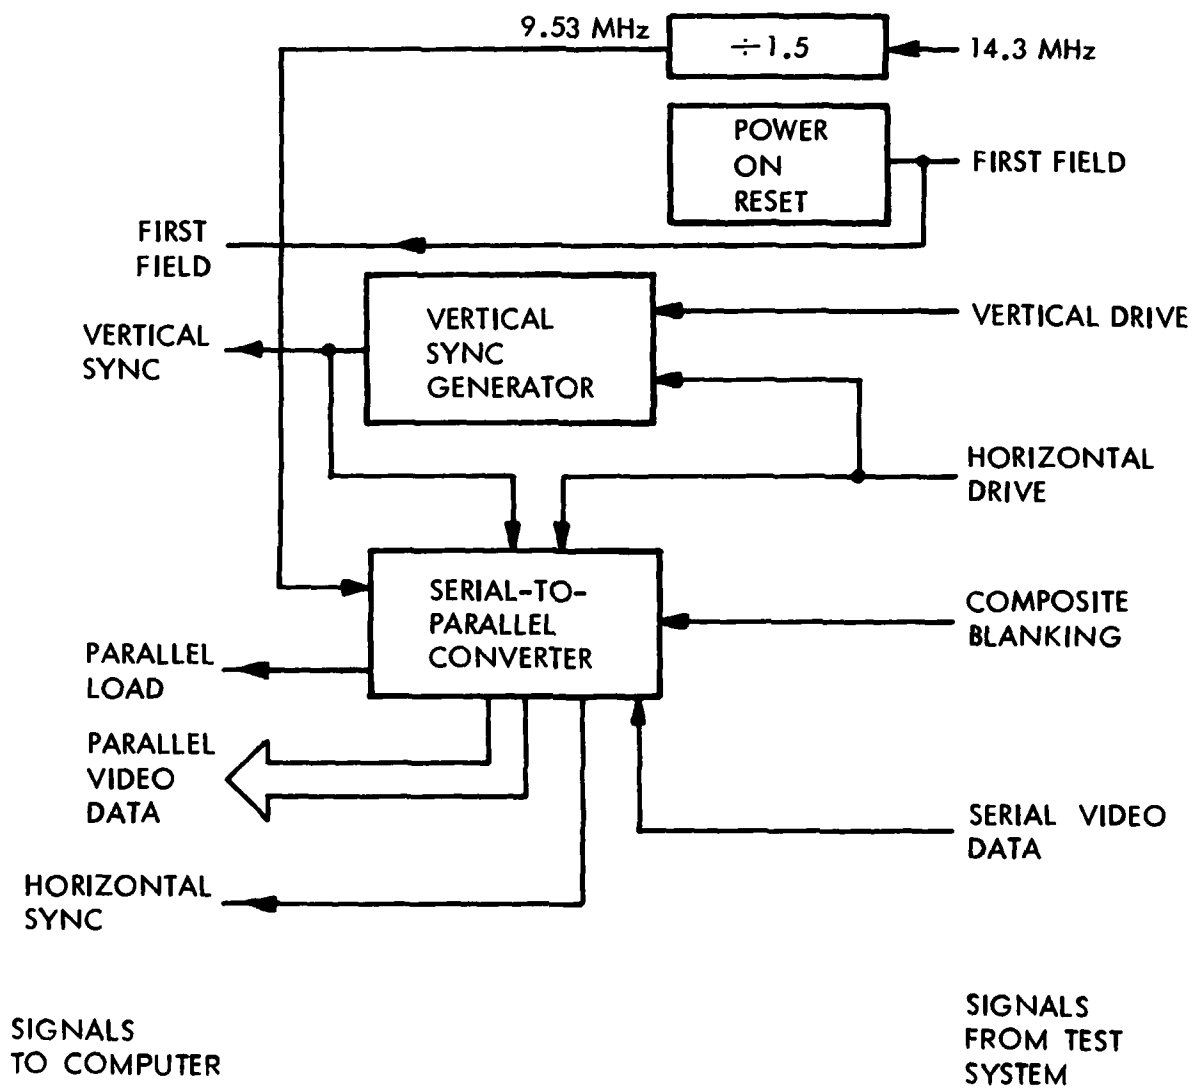 9.53 MHz
÷1.5
14.3 MHz
POWER
ON
RESET
FIRST FIELD
FIRST
FIELD
VERTICAL
SYNC
GENERATOR
VERTICAL DRIVE
VERTICAL
SYNC
HORIZONTAL
DRIVE
SERIAL-TO-
PARALLEL
CONVERTER
COMPOSITE
BLANKING
PARALLEL
LOAD
PARALLEL
VIDEO
DATA
SERIAL VIDEO
DATA
HORIZONTAL
SYNC
SIGNALS
TO COMPUTER
SIGNALS
FROM TEST
SYSTEM